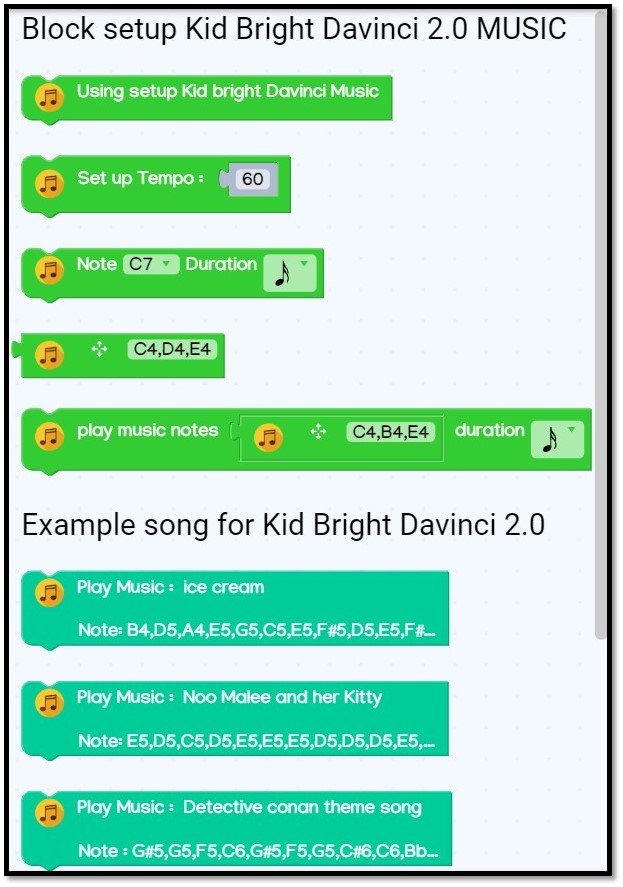 Block setup Kid Bright Davinci 2.0 MUSIC
Using setup Kid bright Davinci Music
Set up Tempo : 60
Note C7 Duration
C4,D4,E4
play music notes C4,B4,E4 duration
Example song for Kid Bright Davinci 2.0
Play Music : ice cream
Note: B4,D5,A4,E5,G5,C5,E5,F#5,D5,E5,F#...
Play Music : Noo Malee and her Kitty
Note: E5,D5,C5,D5,E5,E5,E5,D5,D5,D5,E5,...
Play Music : Detective conan theme song
Note : G#5,G5,F5,C6,G#5,F5,G5,C#6,C6,Bb...